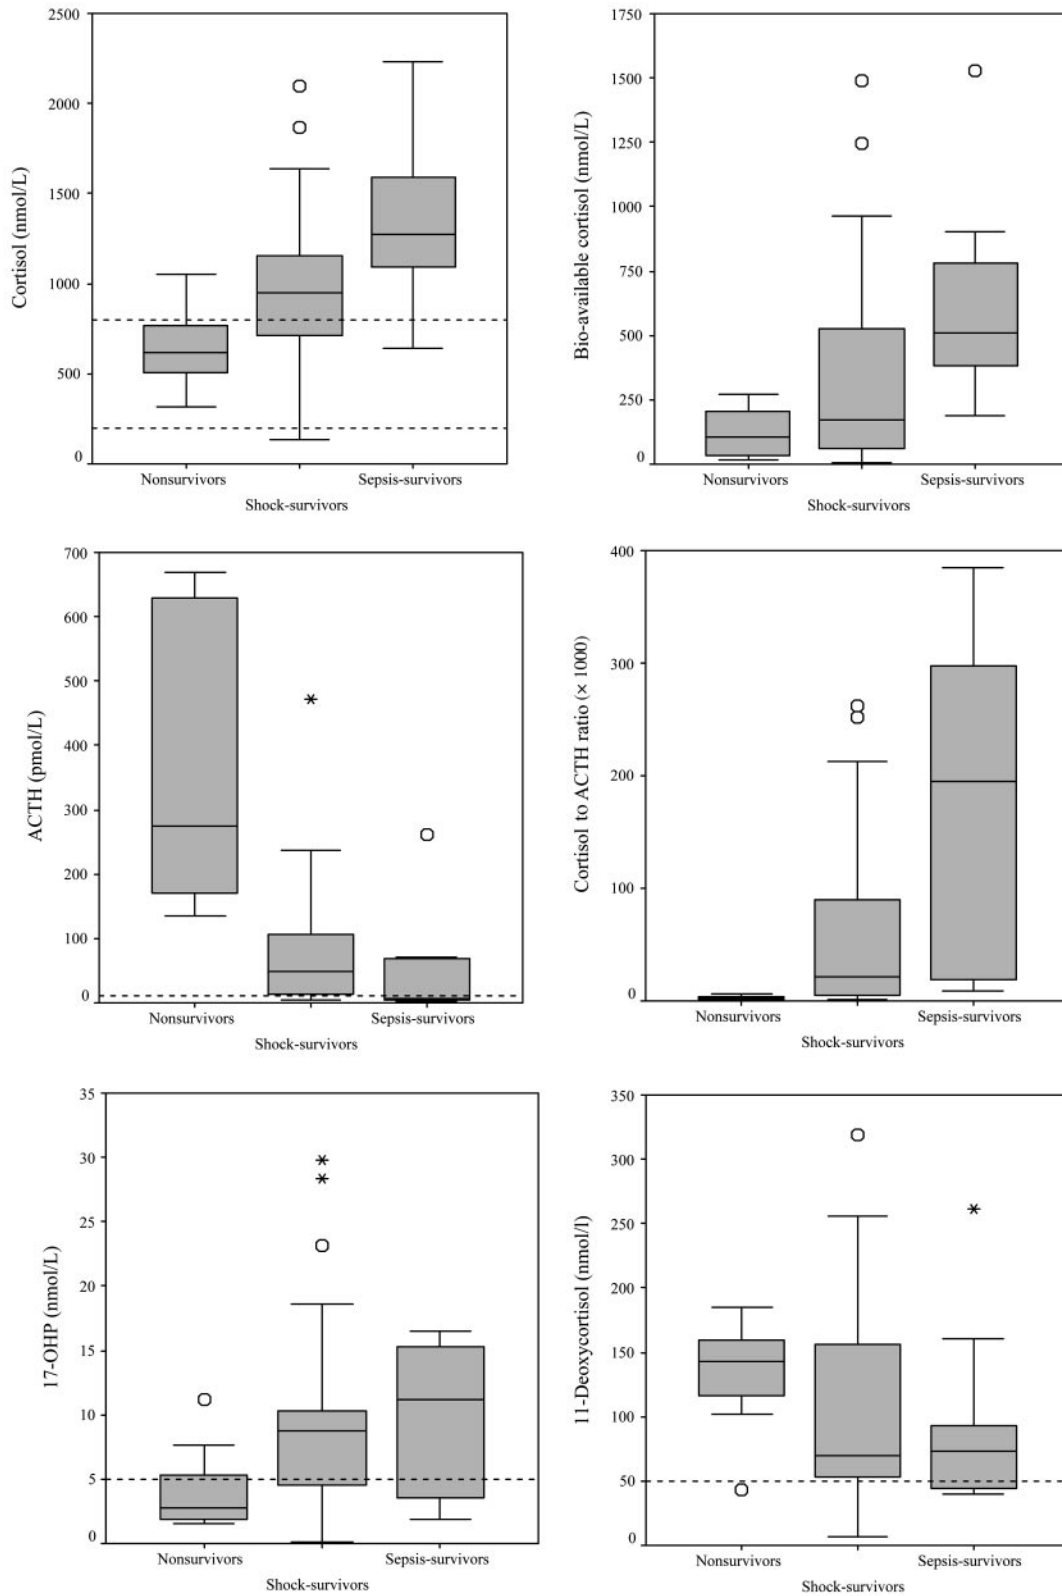 2500
2000
1500
1000
500
0
Cortisol (nmol/L)
Nonsurvivors
Sepsis-survivors
Shock-survivors
1750
1500
1250
1000
750
500
250
0
Bio-available cortisol (nmol/L)
Nonsurvivors
Sepsis-survivors
Shock-survivors
700
600
500
400
300
200
100
0
ACTH (pmol/L)
Nonsurvivors
Sepsis-survivors
Shock-survivors
400
300
200
100
0
Cortisol to ACTH ratio (× 1000)
Nonsurvivors
Sepsis-survivors
Shock-survivors
35
30
25
20
15
10
5
0
17-OHP (nmol/L)
Nonsurvivors
Sepsis-survivors
Shock-survivors
350
300
250
200
150
100
50
0
11-Deoxycortisol (nmol/l)
Nonsurvivors
Sepsis-survivors
Shock-survivors